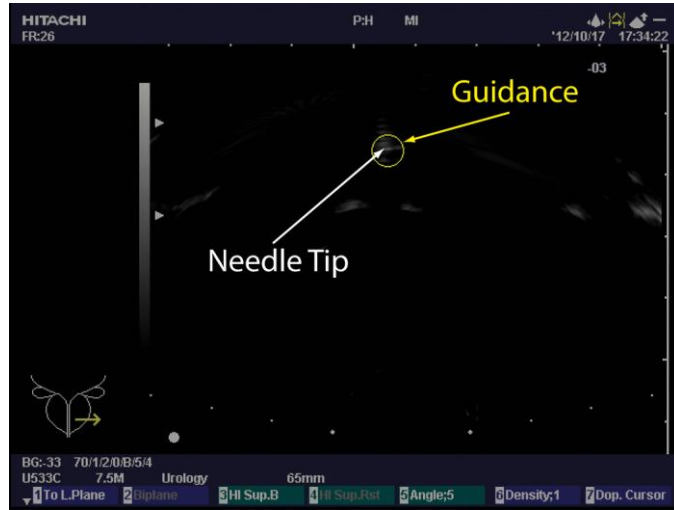 HITACHI P:H MI
FR:26 '12/10/17 17:34:22
-03
Guidance
Needle Tip
BG:-33 70/1/2/0/B/5/4
U533C 7.5M Urology 65mm
1 To L.Plane 2 Biplane 3 HI Sup.B 4 HI Sup.Rst 5 Angle;5 6 Density;1 7 Dop. Cursor